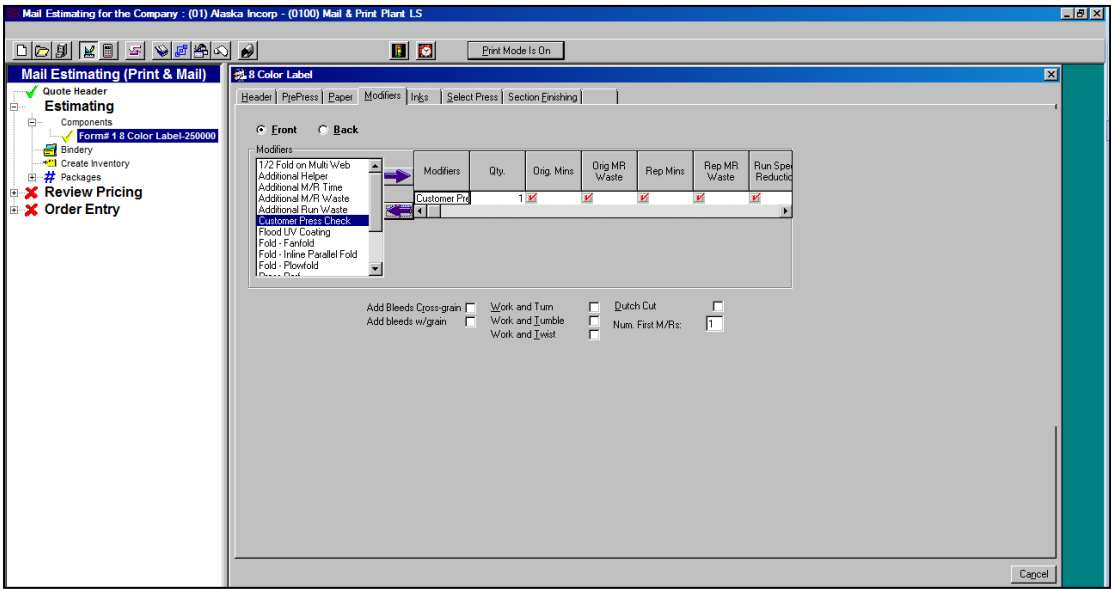 Mail Estimating for the Company : (01) Alaska Incorp - (0100) Mail & Print Plant LS
Print Mode Is On
Mail Estimating (Print & Mail)
Quote Header
Estimating
Components
Form# 1 8 Color Label-250000
Bindery
Create Inventory
# Packages
Review Pricing
Order Entry
8 Color Label
Header PrePress Paper Modifiers Inks Select Press Section Finishing
Front Back
Modifiers
1/2 Fold on Multi Web
Additional Helper
Additional M/R Time
Additional M/R Waste
Additional Run Waste
Customer Press Check
Flood UV Coating
Fold - Fanfold
Fold - Inline Parallel Fold
Fold - Plowfold
Modifiers Qty. Orig. Mins Orig MR Waste Rep Mins Rep MR Waste Run Spee Reductio
Customer Pre 1
Add Bleeds Cross-grain Work and Turn Dutch Cut
Add bleeds w/grain Work and Tumble Num. First M/Rs: 1
Work and Twist
Cancel